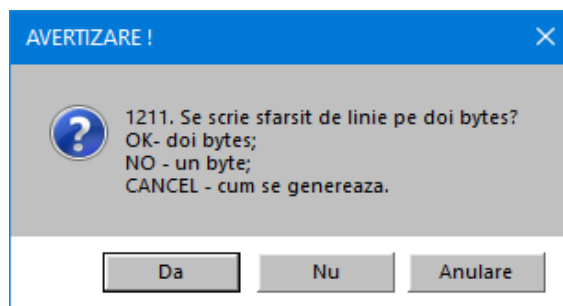 AVERTIZARE !
1211. Se scrie sfarsit de linie pe doi bytes?
OK- doi bytes;
NO - un byte;
CANCEL - cum se genereaza.
Da
Nu
Anulare